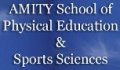 AMITY School of
Physical Education
&
Sports Sciences